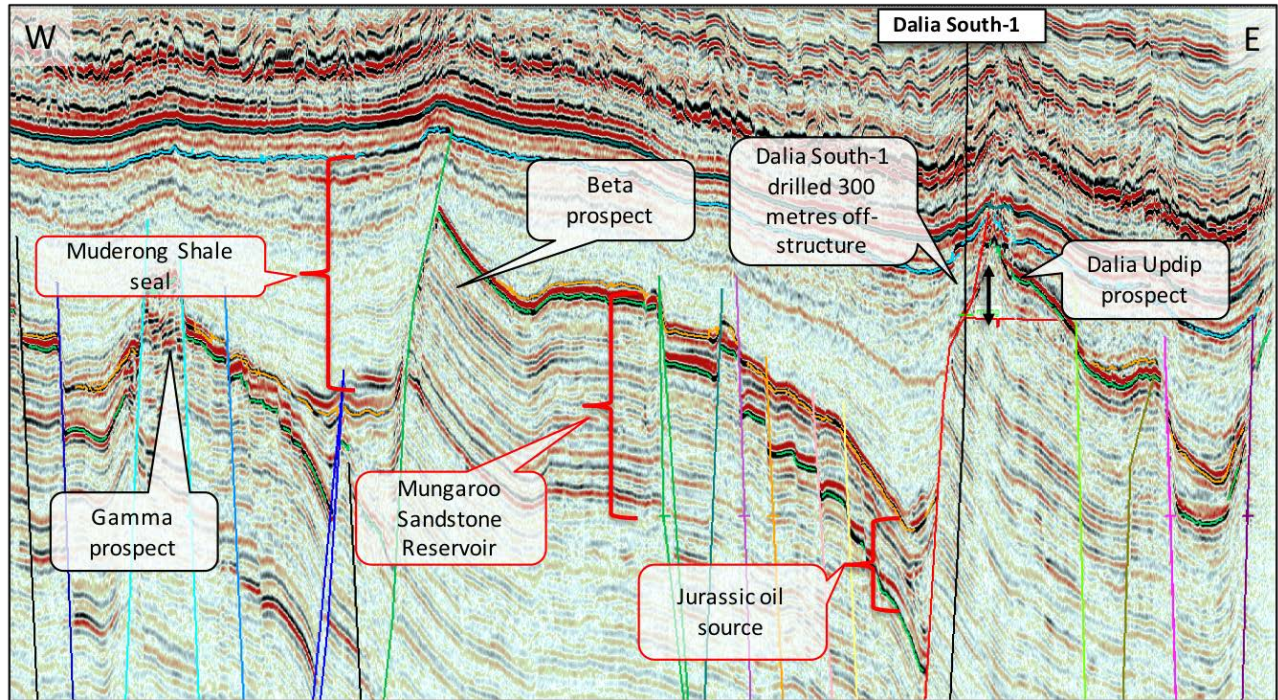 W
Dalia South-1
E
Dalia South-1
drilled 300
metres off-
structure
Beta
prospect
Muderong Shale
seal
Dalia Updip
prospect
Gamma
prospect
Mungaroo
Sandstone
Reservoir
Jurassic oil
source